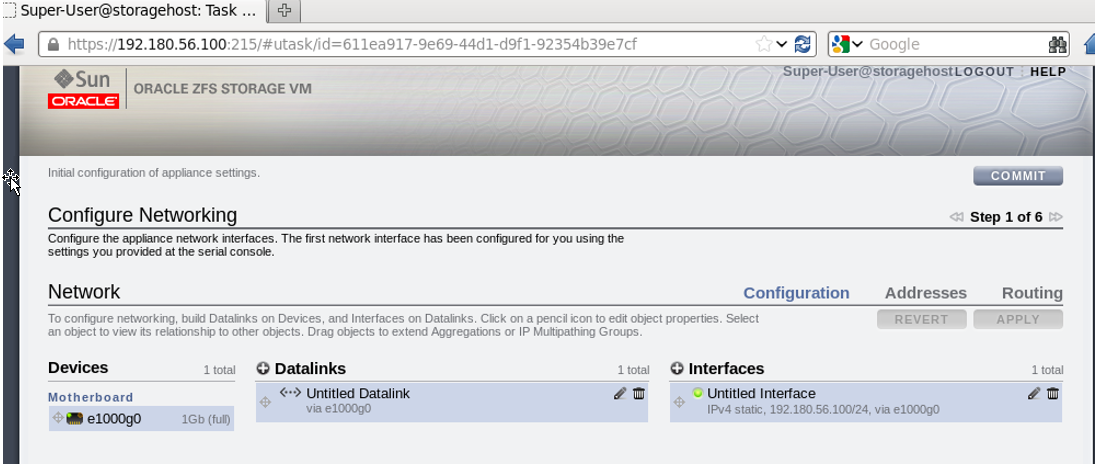 Super-User@storagehost: Task ...
https://192.180.56.100:215/#utask/id=611ea917-9e69-44d1-d9f1-92354b39e7cf
Google
Sun
ORACLE
ORACLE ZFS STORAGE VM
Super-User@storagehost LOGOUT HELP
Initial configuration of appliance settings.
COMMIT
Configure Networking
Step 1 of 6
Configure the appliance network interfaces. The first network interface has been configured for you using the
settings you provided at the serial console.
Network
Configuration Addresses Routing
To configure networking, build Datalinks on Devices, and Interfaces on Datalinks. Click on a pencil icon to edit object properties. Select
an object to view its relationship to other objects. Drag objects to extend Aggregations or IP Multipathing Groups.
REVERT APPLY
Devices 1 total
Motherboard
e1000g0 1Gb (full)
Datalinks 1 total
Untitled Datalink
via e1000g0
Interfaces 1 total
Untitled Interface
IPv4 static, 192.180.56.100/24, via e1000g0